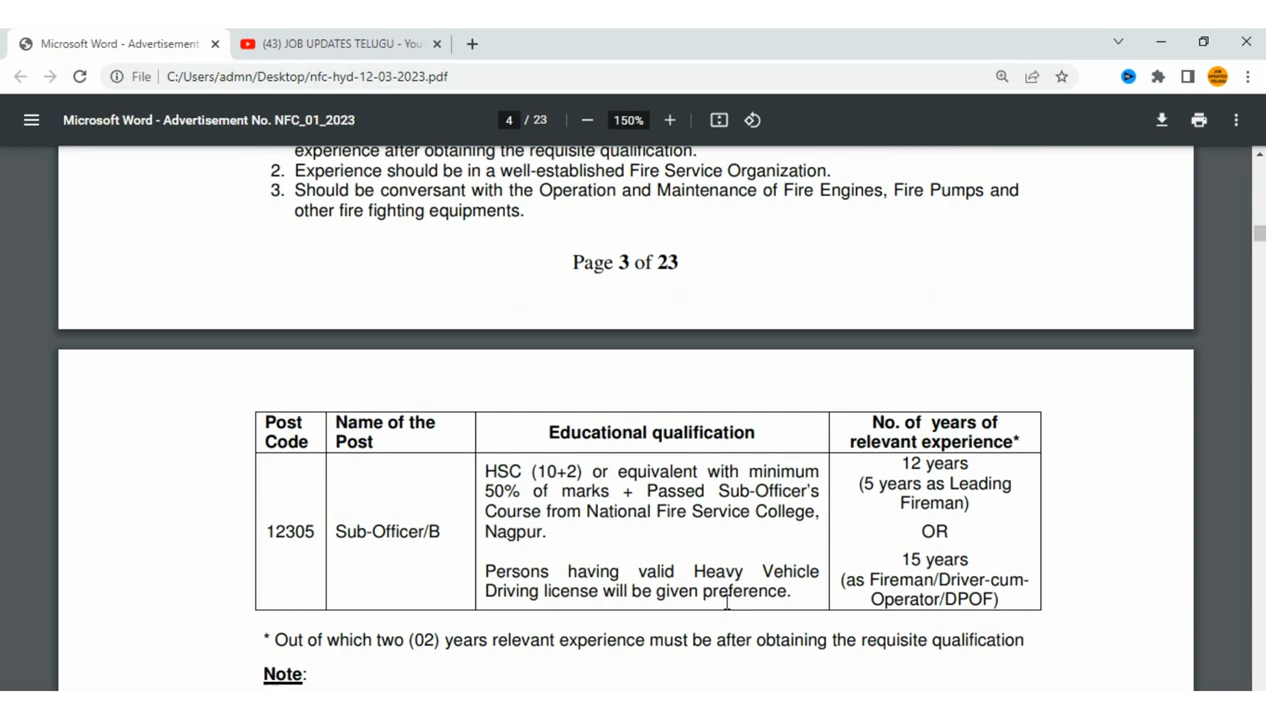 Microsoft Word - Advertisement
(43) JOB UPDATES TELUGU - You
File
C:/Users/admn/Desktop/nfc-hyd-12-03-2023.pdf
Microsoft Word - Advertisement No. NFC_01_2023
4 / 23
150%
experience after obtaining the requisite qualification.
2. Experience should be in a well-established Fire Service Organization.
3. Should be conversant with the Operation and Maintenance of Fire Engines, Fire Pumps and
other fire fighting equipments.
Page 3 of 23
Post
Code
Name of the
Post
Educational qualification
No. of years of
relevant experience*
12305
Sub-Officer/B
HSC (10+2) or equivalent with minimum
50% of marks + Passed Sub-Officer's
Course from National Fire Service College,
Nagpur.
Persons having valid Heavy Vehicle
Driving license will be given preference.
12 years
(5 years as Leading
Fireman)
OR
15 years
(as Fireman/Driver-cum-
Operator/DPOF)
* Out of which two (02) years relevant experience must be after obtaining the requisite qualification
Note: